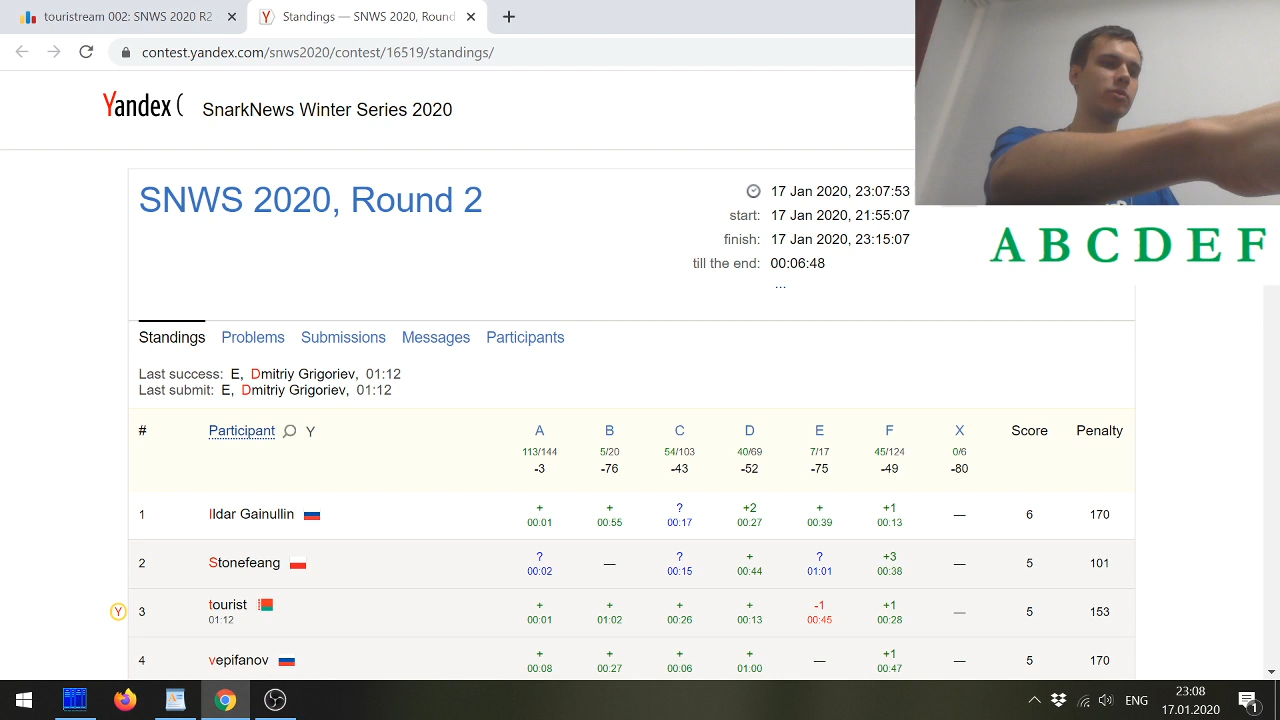 touristream 002: SNWS 2020 R2
Standings — SNWS 2020, Round
contest.yandex.com/snws2020/contest/16519/standings/
Yandex ( SnarkNews Winter Series 2020
SNWS 2020, Round 2
17 Jan 2020, 23:07:53
start: 17 Jan 2020, 21:55:07
finish: 17 Jan 2020, 23:15:07
till the end: 00:06:48
...
A B C D E F
Standings Problems Submissions Messages Participants
Last success: E, Dmitriy Grigoriev, 01:12
Last submit: E, Dmitriy Grigoriev, 01:12
# Participant Y A B C D E F X Score Penalty
113/144 5/20 54/103 40/69 7/17 45/124 0/6
-3 -76 -43 -52 -75 -49 -80
1 Ildar Gainullin + + ? +2 + +1 — 6 170
00:01 00:55 00:17 00:27 00:39 00:13
2 Stonefeang ? — ? + ? +3 — 5 101
00:02 00:15 00:44 01:01 00:38
Y 3 tourist + + + + -1 +1 — 5 153
01:12 00:01 01:02 00:26 00:13 00:45 00:28
4 vepifanov + + + + — +1 — 5 170
00:08 00:27 00:06 01:00 00:47
ENG
23:08
17.01.2020
1